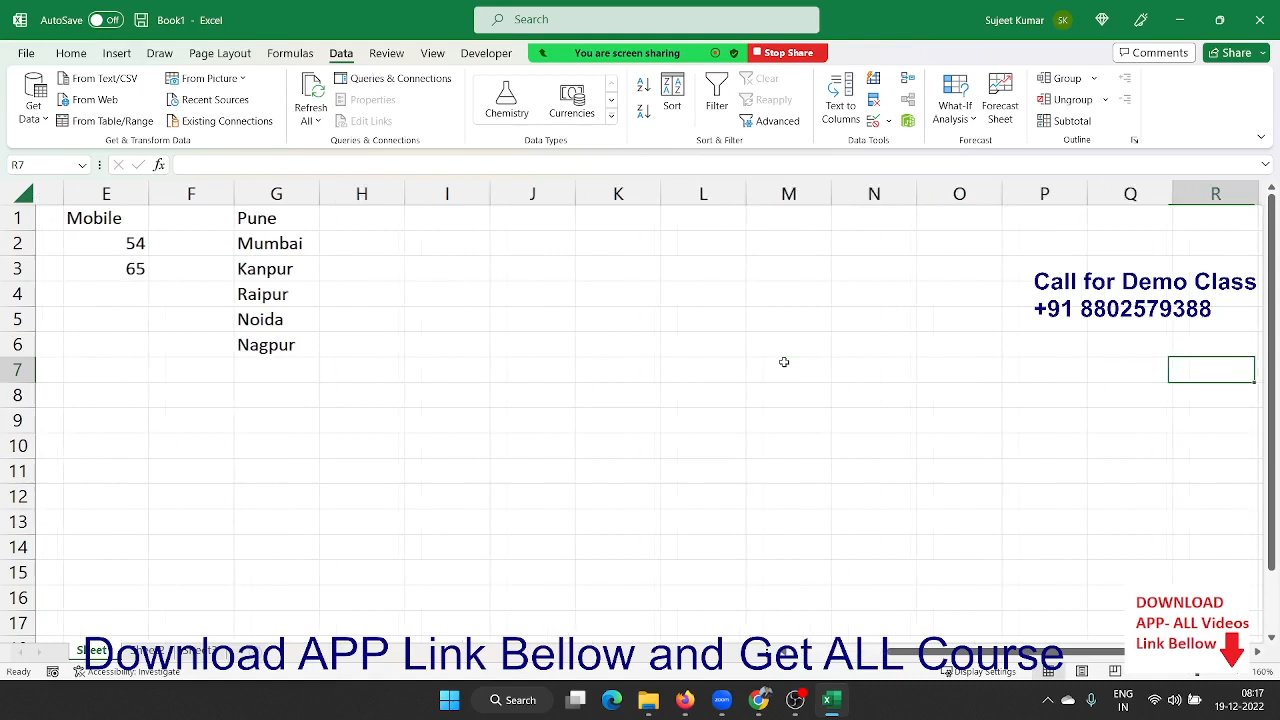 AutoSave Off Book1 - Excel Search Sujeet Kumar SK
File Home Insert Draw Page Layout Formulas Data Review View Developer You are screen sharing Stop Share Comments Share
Get Data From Text/CSV From Picture Refresh All Queries & Connections Chemistry Currencies Sort Filter Clear Text to Columns What-If Analysis Forecast Sheet Group
From Web Recent Sources Properties Reapply Ungroup
From Table/Range Existing Connections Edit Links Advanced Subtotal
Get & Transform Data Queries & Connections Data Types Sort & Filter Data Tools Forecast Outline
R7 fx
E F G H I J K L M N O P Q R
1 Mobile Pune
2 54 Mumbai
3 65 Kanpur
4 Raipur
5 Noida
6 Nagpur
7
8
9
10
11
12
13
14
15
16
17
Call for Demo Class
+91 8802579388
DOWNLOAD
APP- ALL Videos
Link Bellow
Download APP Link Bellow and Get ALL Course
Ready Accessibility: Investigate Display Settings 160%
Search ENG IN 08:17 19-12-2022